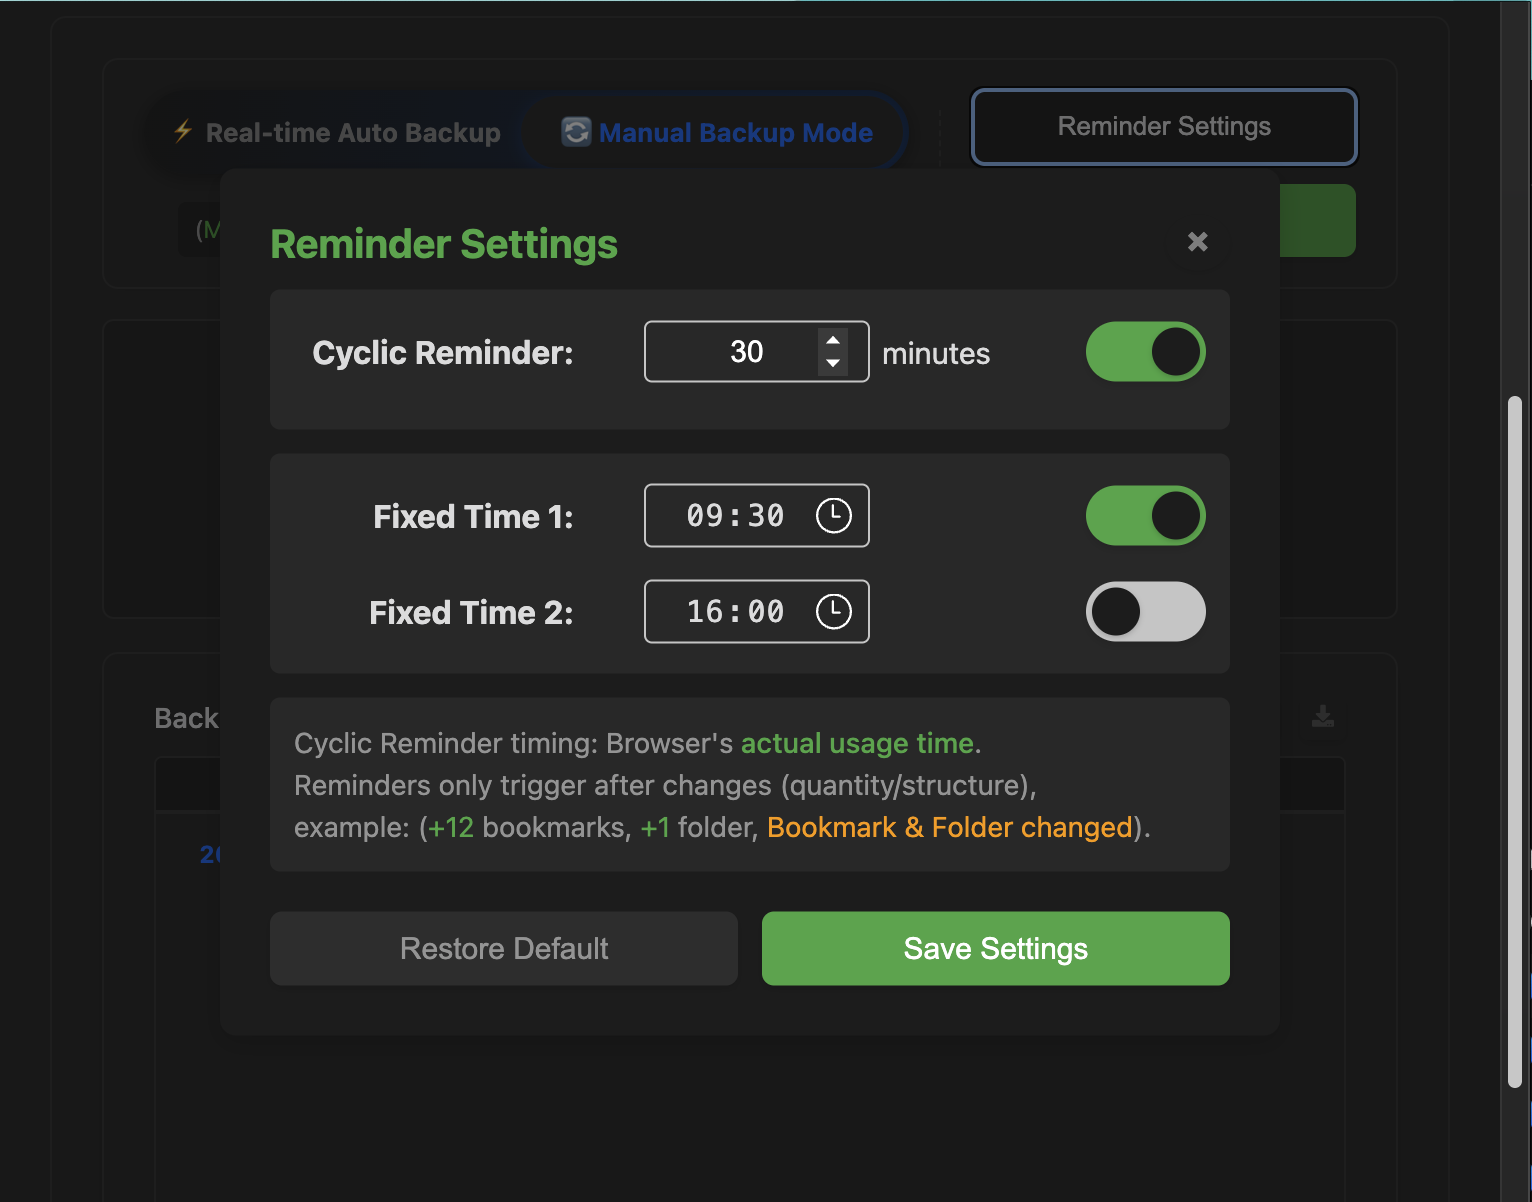 Real-time Auto Backup
Manual Backup Mode
Reminder Settings
Reminder Settings
Cyclic Reminder: 30 minutes
Fixed Time 1: 09:30
Fixed Time 2: 16:00
Back
Cyclic Reminder timing: Browser's actual usage time.
Reminders only trigger after changes (quantity/structure),
example: (+12 bookmarks, +1 folder, Bookmark & Folder changed).
Restore Default
Save Settings